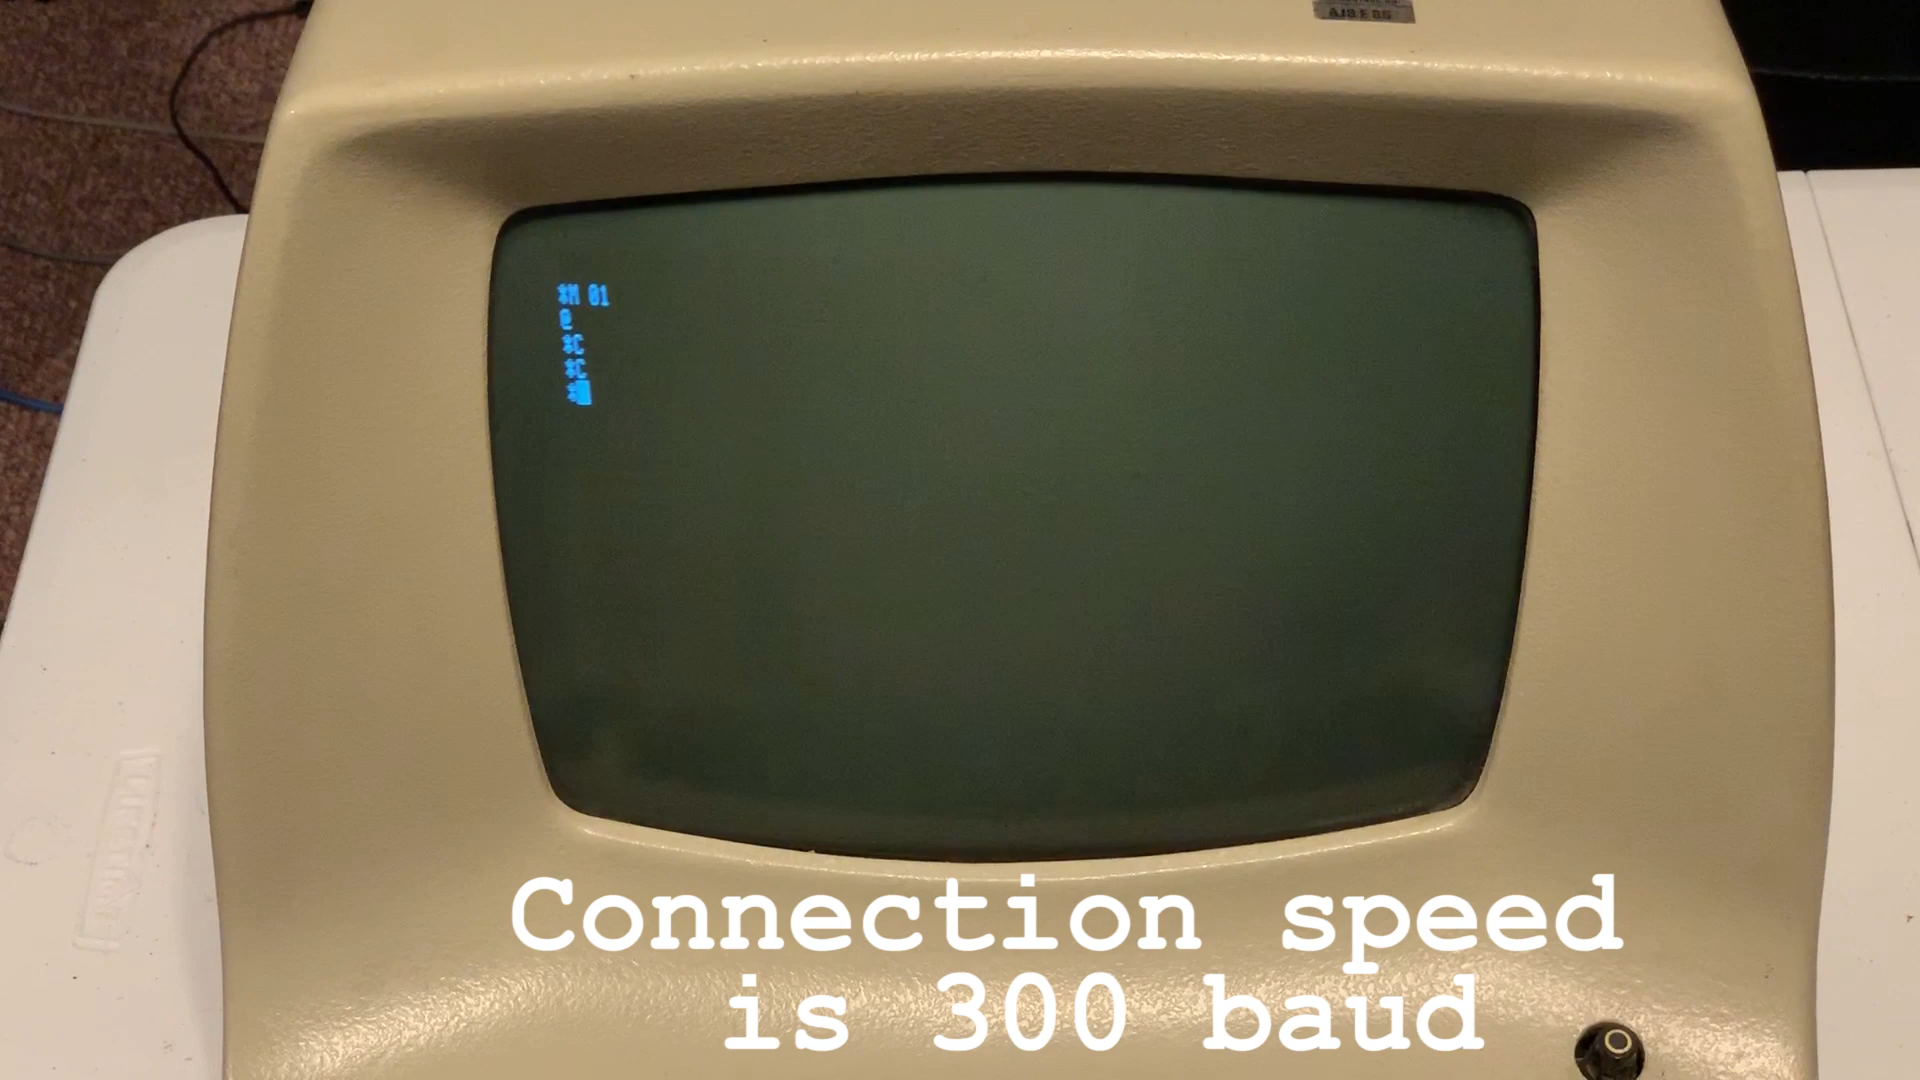 *M 01
@
*C
*C
*
Connection speed
is 300 baud